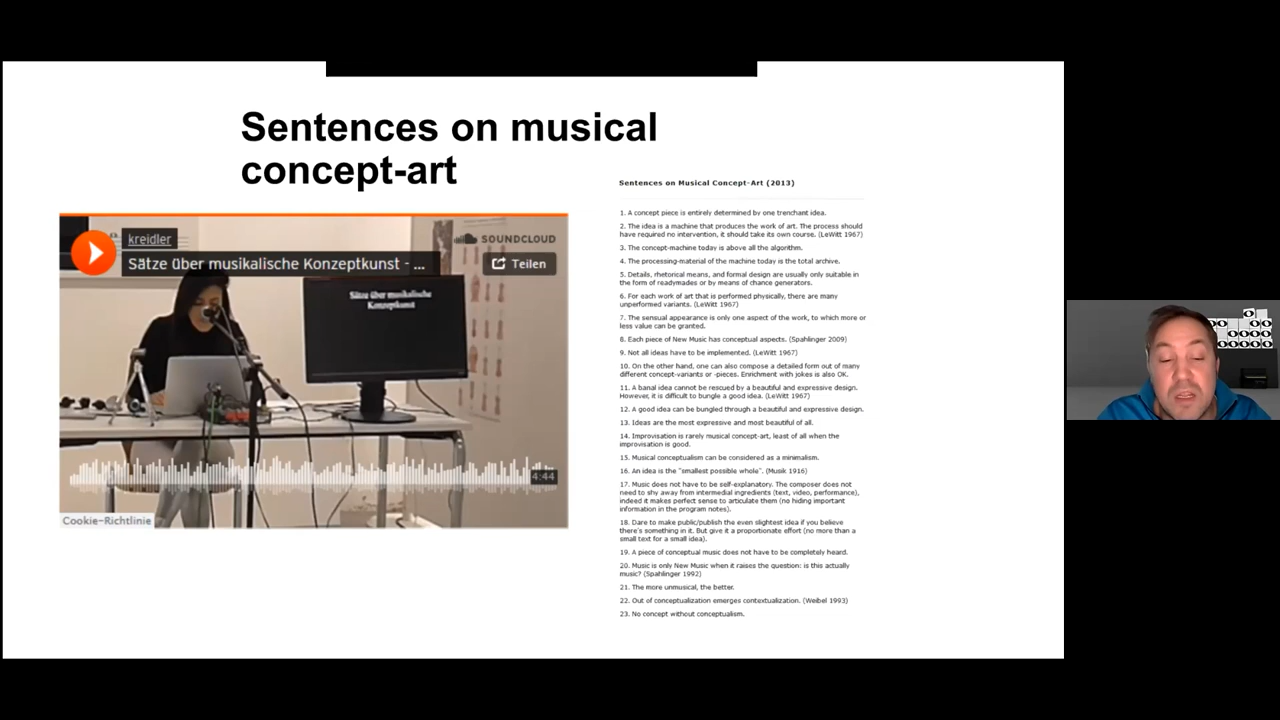 Sentences on musical
concept-art
kreidler
SOUNDCLOUD
Sätze über musikalische Konzeptkunst - ...
Teilen
Sätze über musikalische
Konzeptkunst
4:44
Cookie-Richtlinie
Sentences on Musical Concept-Art (2013)
1. A concept piece is entirely determined by one trenchant idea.
2. The idea is a machine that produces the work of art. The process should
have required no intervention, it should take its own course. (LeWitt 1967)
3. The concept-machine today is above all the algorithm.
4. The processing-material of the machine today is the total archive.
5. Details, rhetorical means, and formal design are usually only suitable in
the form of readymades or by means of chance generators.
6. For each work of art that is performed physically, there are many
unperformed variants. (LeWitt 1967)
7. The sensual appearance is only one aspect of the work, to which more or
less value can be granted.
8. Each piece of New Music has conceptual aspects. (Spahlinger 2009)
9. Not all ideas have to be implemented. (LeWitt 1967)
10. On the other hand, one can also compose a detailed form out of many
different concept-variants or -pieces. Enrichment with jokes is also OK.
11. A banal idea cannot be rescued by a beautiful and expressive design.
However, it is difficult to bungle a good idea. (LeWitt 1967)
12. A good idea can be bungled through a beautiful and expressive design.
13. Ideas are the most expressive and most beautiful of all.
14. Improvisation is rarely musical concept-art, least of all when the
improvisation is good.
15. Musical conceptualism can be considered as a minimalism.
16. An idea is the "smallest possible whole". (Musik 1916)
17. Music does not have to be self-explanatory. The composer does not
need to shy away from intermedial ingredients (text, video, performance),
indeed it makes perfect sense to articulate them (no hiding important
information in the program notes).
18. Dare to make public/publish the even slightest idea if you believe
there's something in it. But give it a proportionate effort (no more than a
small text for a small idea).
19. A piece of conceptual music does not have to be completely heard.
20. Music is only New Music when it raises the question: is this actually
music? (Spahlinger 1992)
21. The more unmusical, the better.
22. Out of conceptualization emerges contextualization. (Weibel 1993)
23. No concept without conceptualism.